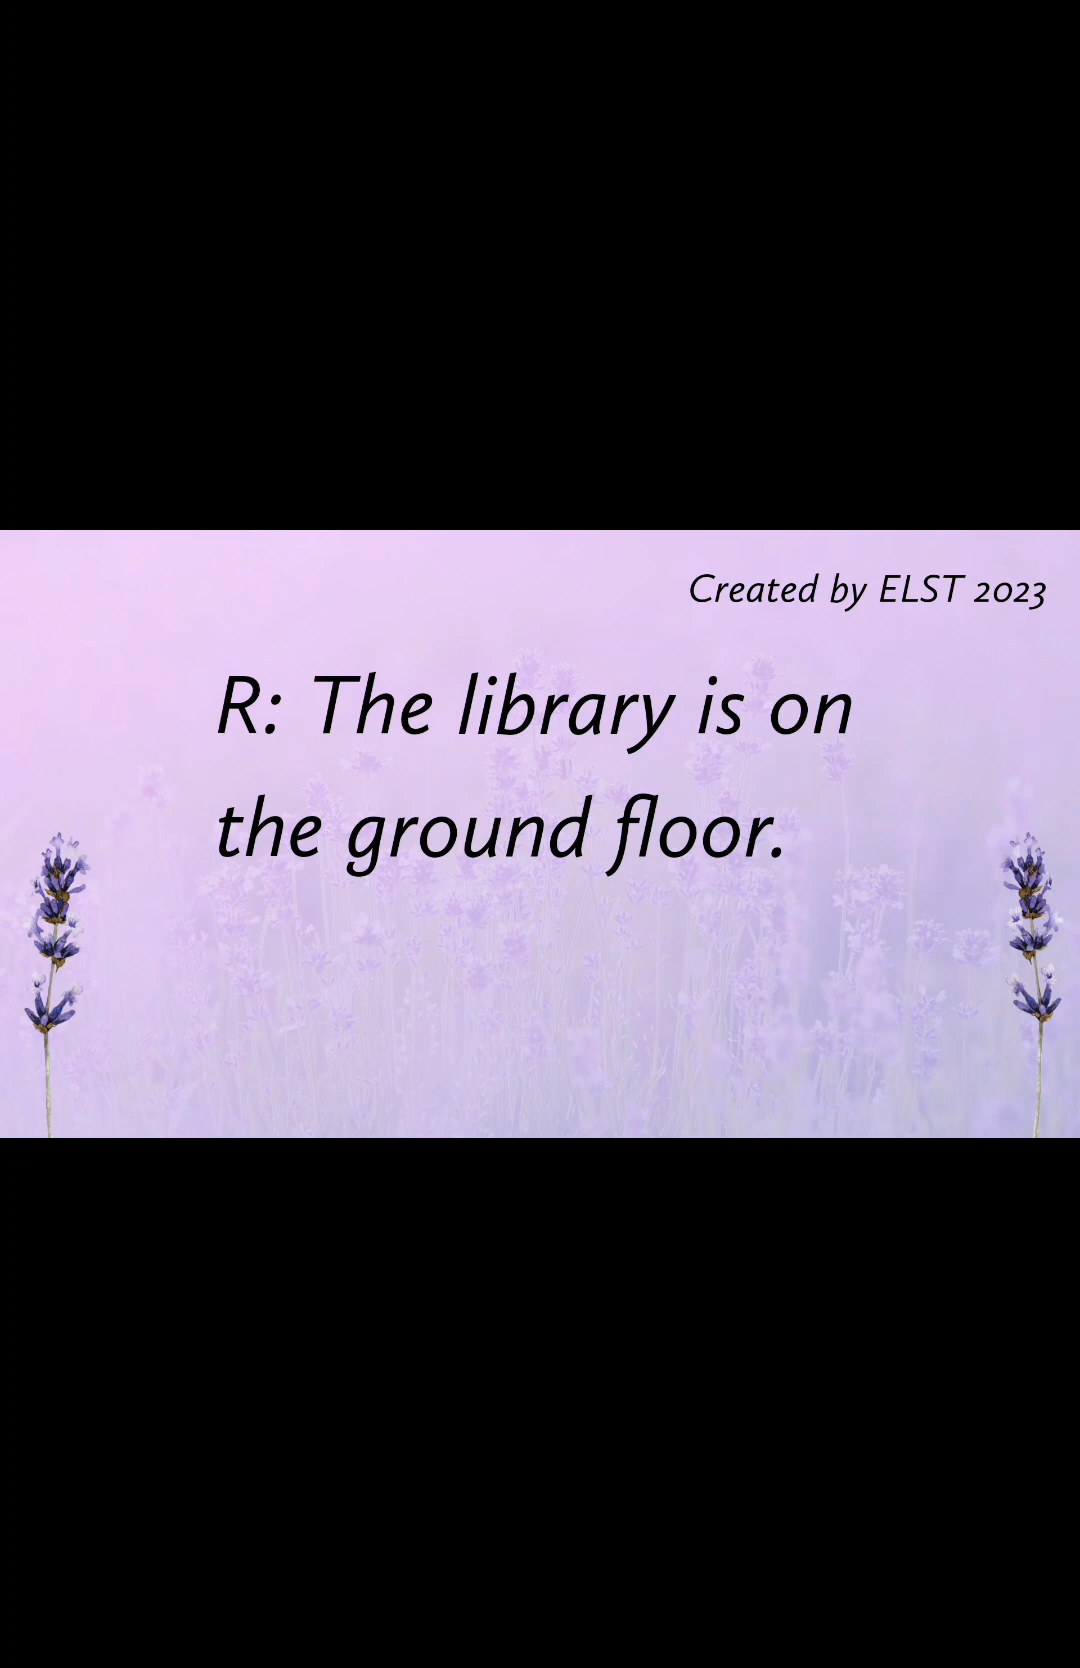 Created by ELST 2023
R: The library is on
the ground floor.